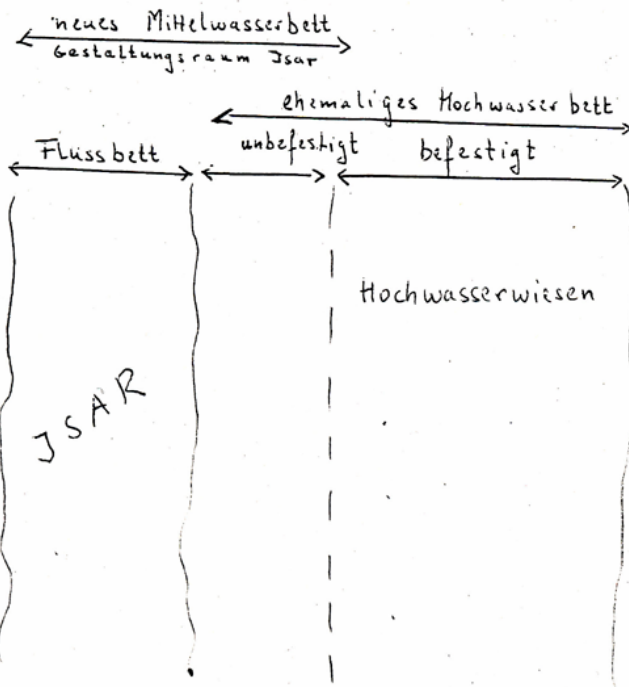 neues Mittelwasserbett
Gestaltungsraum Isar
ehemaliges Hochwasserbett
Flussbett
unbefestigt
befestigt
Hochwasserwiesen
ISAR